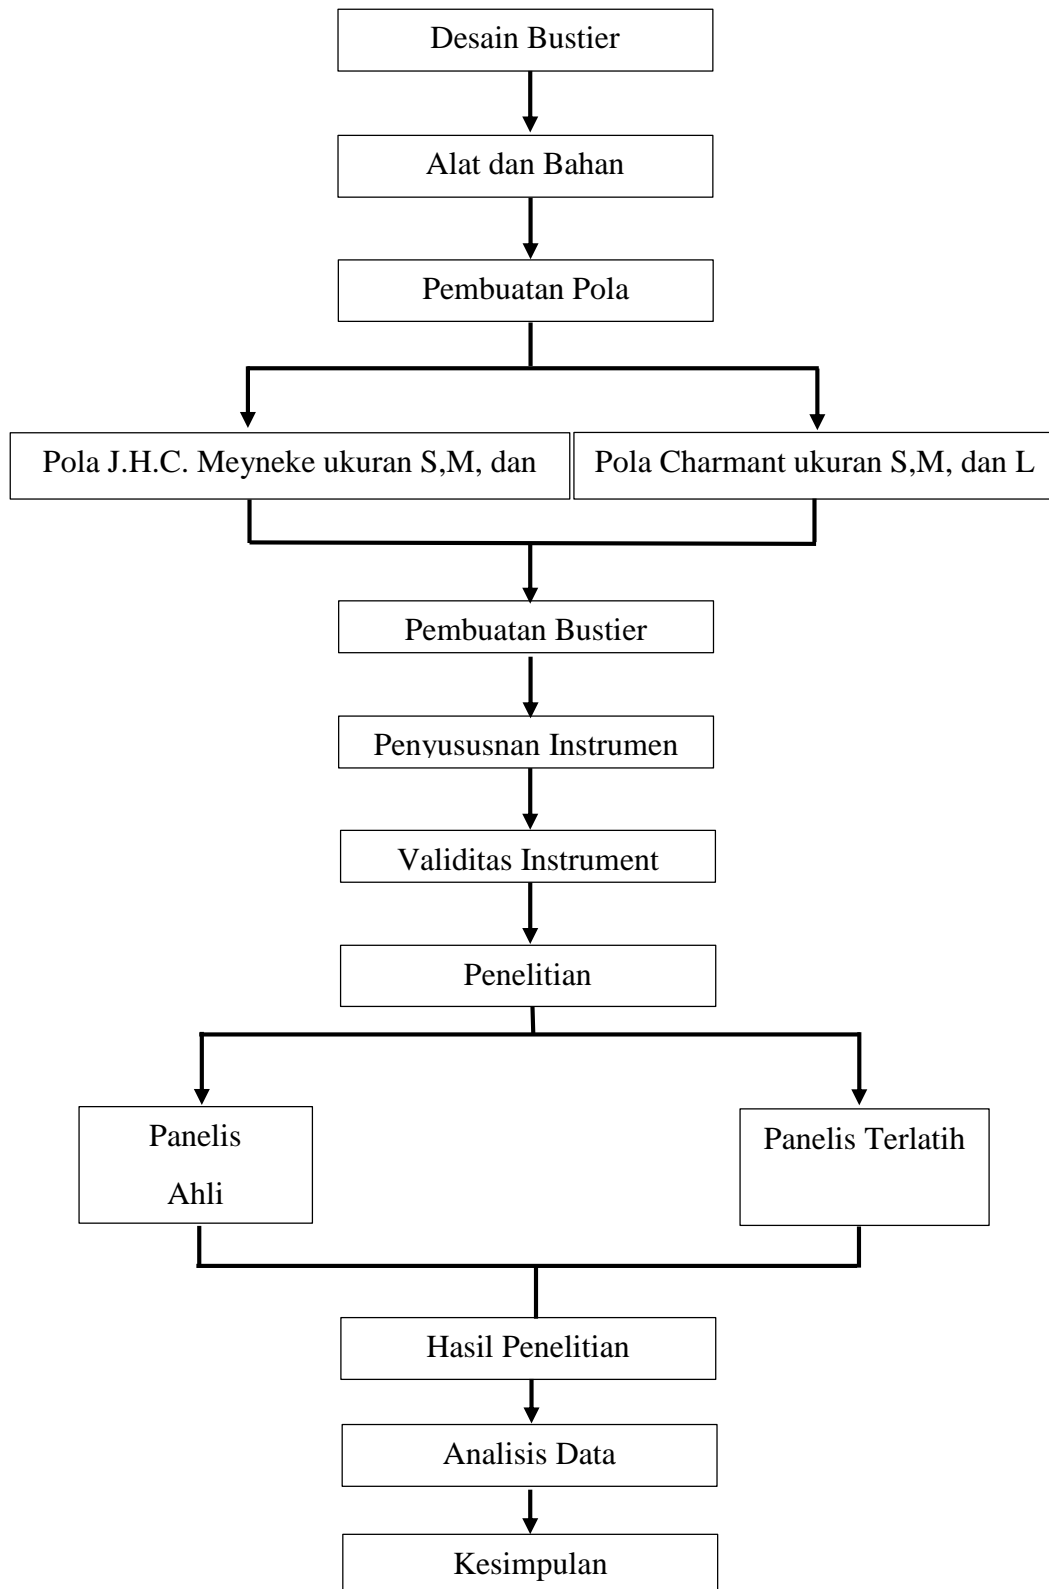 Desain Bustier
Alat dan Bahan
Pembuatan Pola
Pola J.H.C. Meyneke ukuran S,M, dan
Pola Charmant ukuran S,M, dan L
Pembuatan Bustier
Penyususnan Instrumen
Validitas Instrument
Penelitian
Panelis
Ahli
Panelis Terlatih
Hasil Penelitian
Analisis Data
Kesimpulan